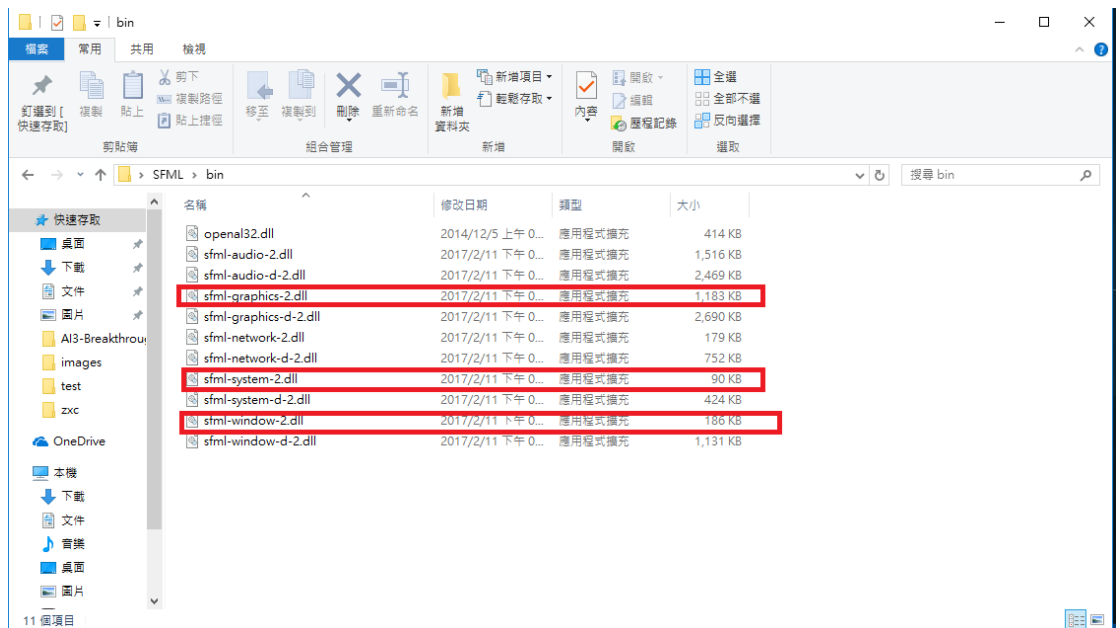 bin
檔案 常用 共用 檢視
釘選到 [快速存取] 複製 貼上 剪下 複製路徑 貼上捷徑
剪貼簿
移至 複製到 刪除 重新命名
組合管理
新增資料夾 新增項目 輕鬆存取
新增
內容 開啟 編輯 歷程記錄
開啟
全選 全部不選 反向選擇
選取
SFML › bin
搜尋 bin
快速存取
桌面
下載
文件
圖片
AI3-Breakthrou
images
test
zxc
OneDrive
本機
下載
文件
音樂
桌面
圖片
名稱 修改日期 類型 大小
openal32.dll 2014/12/5 上午 0... 應用程式擴充 414 KB
sfml-audio-2.dll 2017/2/11 下午 0... 應用程式擴充 1,516 KB
sfml-audio-d-2.dll 2017/2/11 下午 0... 應用程式擴充 2,469 KB
sfml-graphics-2.dll 2017/2/11 下午 0... 應用程式擴充 1,183 KB
sfml-graphics-d-2.dll 2017/2/11 下午 0... 應用程式擴充 2,690 KB
sfml-network-2.dll 2017/2/11 下午 0... 應用程式擴充 179 KB
sfml-network-d-2.dll 2017/2/11 下午 0... 應用程式擴充 752 KB
sfml-system-2.dll 2017/2/11 下午 0... 應用程式擴充 90 KB
sfml-system-d-2.dll 2017/2/11 下午 0... 應用程式擴充 424 KB
sfml-window-2.dll 2017/2/11 下午 0... 應用程式擴充 186 KB
sfml-window-d-2.dll 2017/2/11 下午 0... 應用程式擴充 1,131 KB
11 個項目